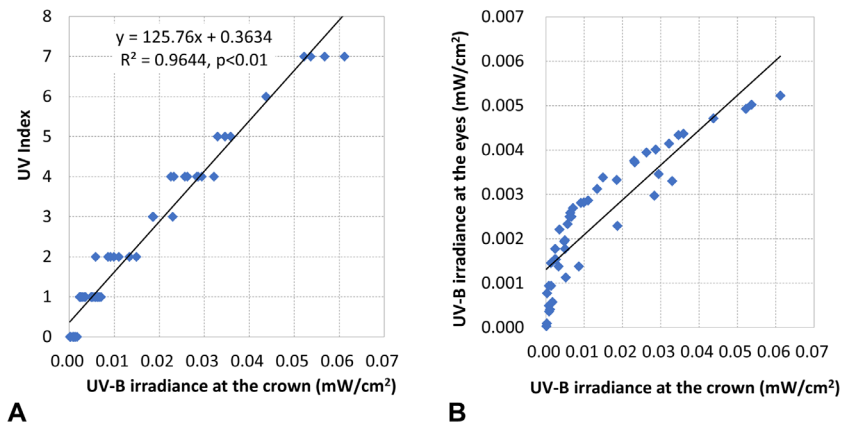 y = 125.76x + 0.3634
R² = 0.9644, p<0.01
UV Index
8
7
6
5
4
3
2
1
0
0.00 0.01 0.02 0.03 0.04 0.05 0.06 0.07
UV-B irradiance at the crown (mW/cm²)
A
UV-B irradiance at the eyes (mW/cm²)
0.007
0.006
0.005
0.004
0.003
0.002
0.001
0.000
0.00 0.01 0.02 0.03 0.04 0.05 0.06 0.07
UV-B irradiance at the crown (mW/cm²)
B